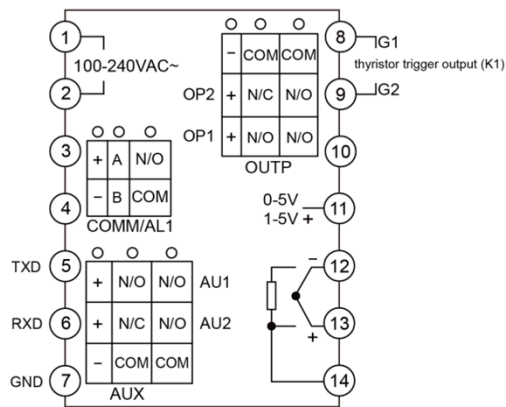 1
100-240VAC~
2
3
4
TXD 5
RXD 6
GND 7
- COM COM
OP2 + N/C N/O
OP1 + N/O N/O
OUTP
+ A N/O
- B COM
COMM/AL1
+ N/O N/O AU1
+ N/C N/O AU2
- COM COM
AUX
8 G1
thyristor trigger output (K1)
9 G2
10
0-5V
1-5V + 11
- 12
+ 13
14